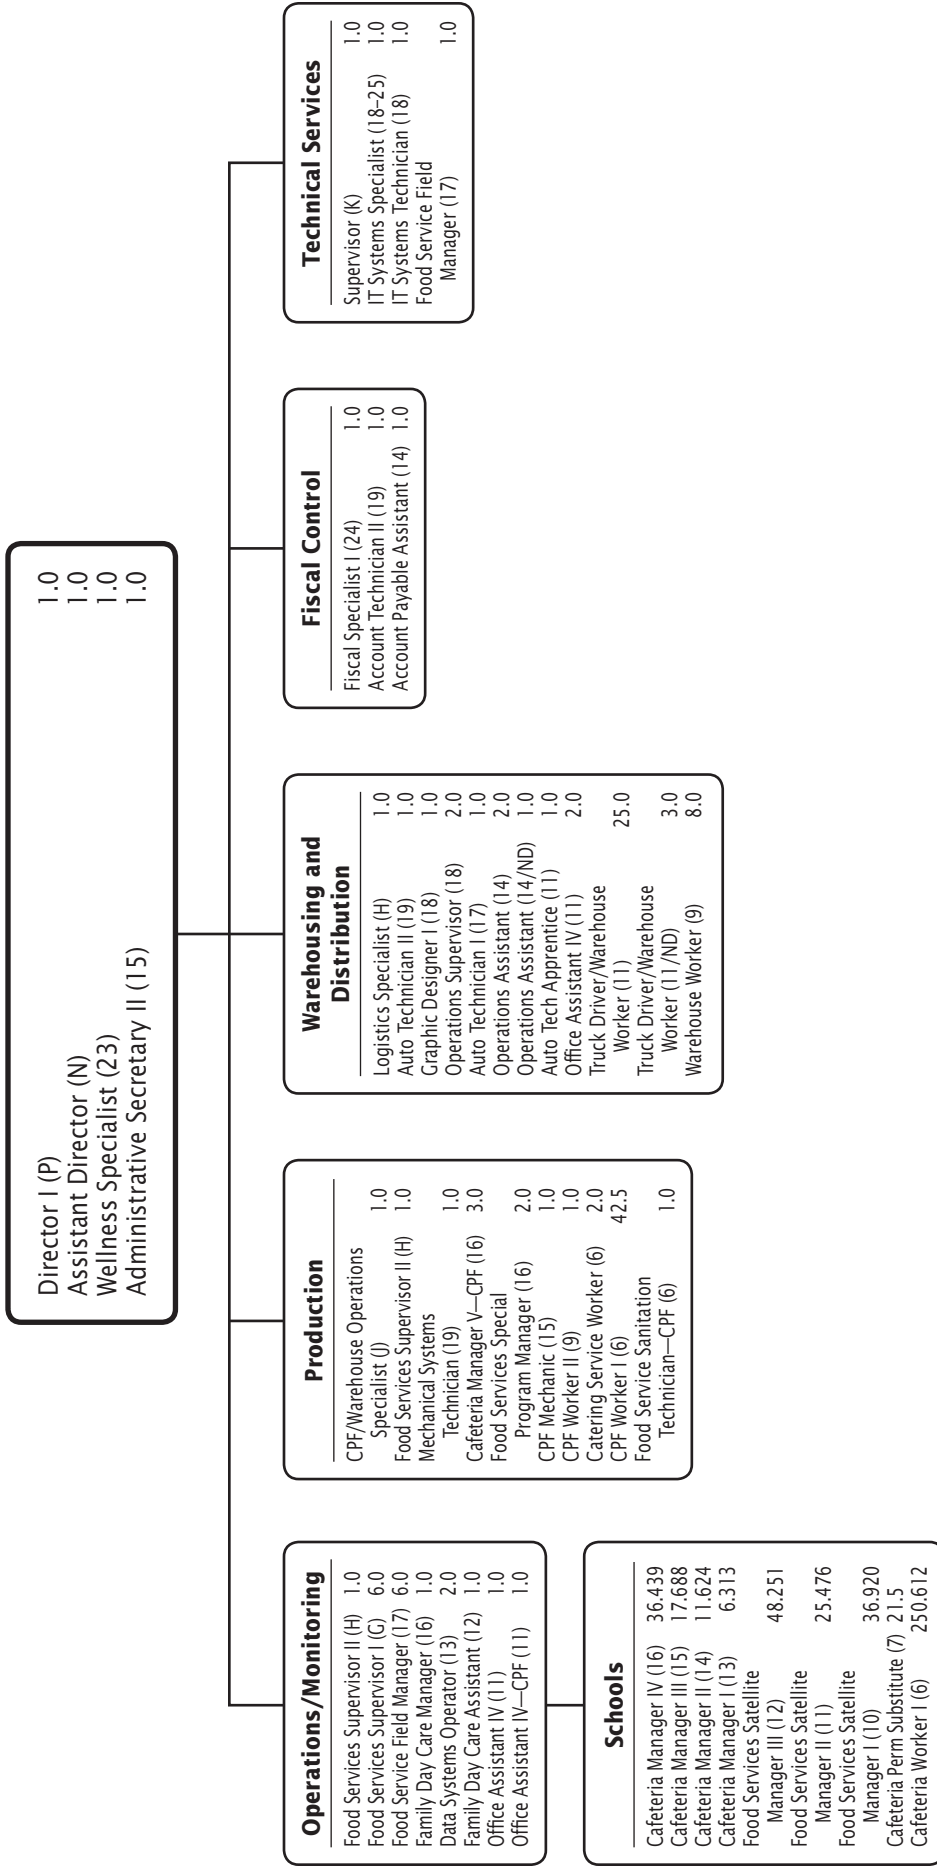 Director I (P) 1.0
Assistant Director (N) 1.0
Wellness Specialist (23) 1.0
Administrative Secretary II (15) 1.0
Operations/Monitoring
Food Services Supervisor II (H) 1.0
Food Services Supervisor I (G) 6.0
Food Service Field Manager (17) 6.0
Family Day Care Manager (16) 1.0
Data Systems Operator (13) 2.0
Family Day Care Assistant (12) 1.0
Office Assistant IV (11) 1.0
Office Assistant IV—CPF (11) 1.0
Schools
Cafeteria Manager IV (16) 36.439
Cafeteria Manager III (15) 17.688
Cafeteria Manager II (14) 11.624
Cafeteria Manager I (13) 6.313
Food Services Satellite
Manager III (12) 48.251
Food Services Satellite
Manager II (11) 25.476
Food Services Satellite
Manager I (10) 36.920
Cafeteria Perm Substitute (7) 21.5
Cafeteria Worker I (6) 250.612
Production
CPF/Warehouse Operations
Specialist (J) 1.0
Food Services Supervisor II (H) 1.0
Mechanical Systems
Technician (19) 1.0
Cafeteria Manager V—CPF (16) 3.0
Food Services Special
Program Manager (16) 2.0
CPF Mechanic (15) 1.0
CPF Worker II (9) 1.0
Catering Service Worker (6) 2.0
CPF Worker I (6) 42.5
Food Service Sanitation
Technician—CPF (6) 1.0
Warehousing and
Distribution
Logistics Specialist (H) 1.0
Auto Technician II (19) 1.0
Graphic Designer I (18) 1.0
Operations Supervisor (18) 2.0
Auto Technician I (17) 1.0
Operations Assistant (14) 2.0
Operations Assistant (14/ND) 1.0
Auto Tech Apprentice (11) 1.0
Office Assistant IV (11) 2.0
Truck Driver/Warehouse
Worker (11) 25.0
Truck Driver/Warehouse
Worker (11/ND) 3.0
Warehouse Worker (9) 8.0
Fiscal Control
Fiscal Specialist I (24) 1.0
Account Technician II (19) 1.0
Account Payable Assistant (14) 1.0
Technical Services
Supervisor (K) 1.0
IT Systems Specialist (18–25) 1.0
IT Systems Technician (18) 1.0
Food Service Field
Manager (17) 1.0